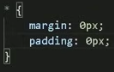 * {
margin: 0px;
padding: 0px;
}